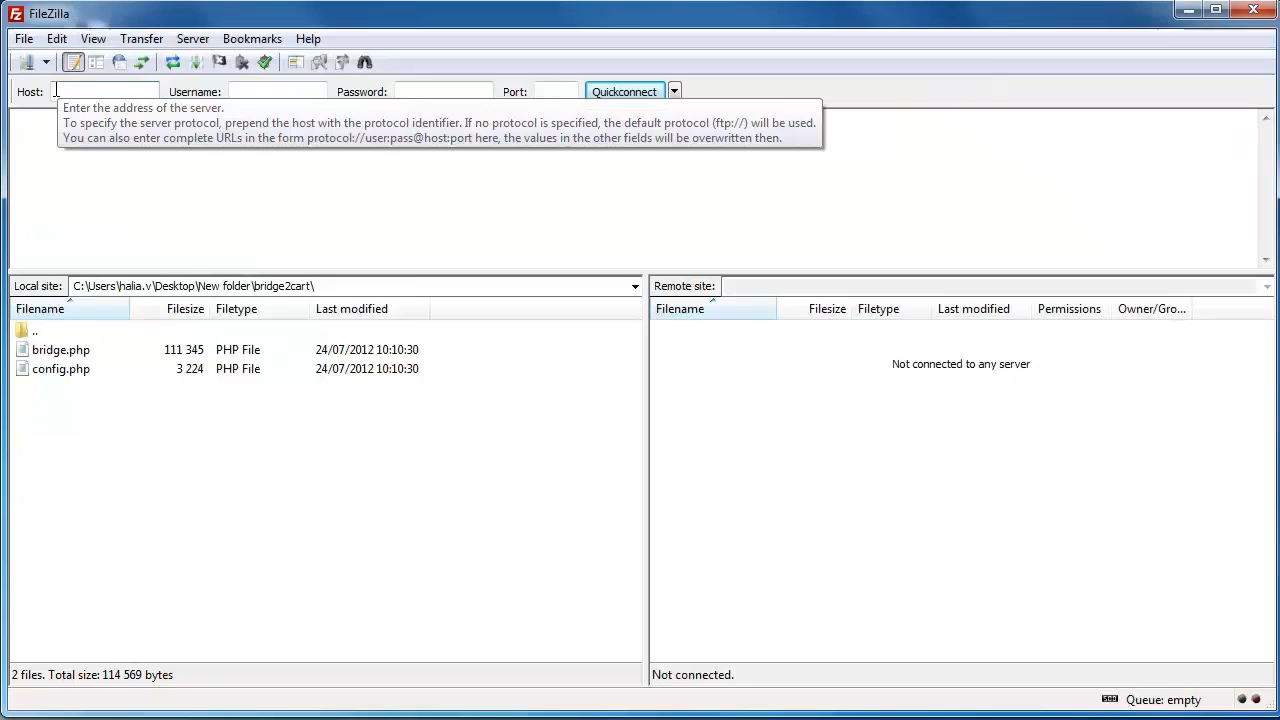 FileZilla
File Edit View Transfer Server Bookmarks Help
Host: Username: Password: Port: Quickconnect
Enter the address of the server.
To specify the server protocol, prepend the host with the protocol identifier. If no protocol is specified, the default protocol (ftp://) will be used.
You can also enter complete URLs in the form protocol://user:pass@host:port here, the values in the other fields will be overwritten then.
Local site: C:\Users\halia.v\Desktop\New folder\bridge2cart\
Filename Filesize Filetype Last modified
..
bridge.php 111 345 PHP File 24/07/2012 10:10:30
config.php 3 224 PHP File 24/07/2012 10:10:30
2 files. Total size: 114 569 bytes
Remote site:
Filename Filesize Filetype Last modified Permissions Owner/Gro...
Not connected to any server
Not connected.
Queue: empty